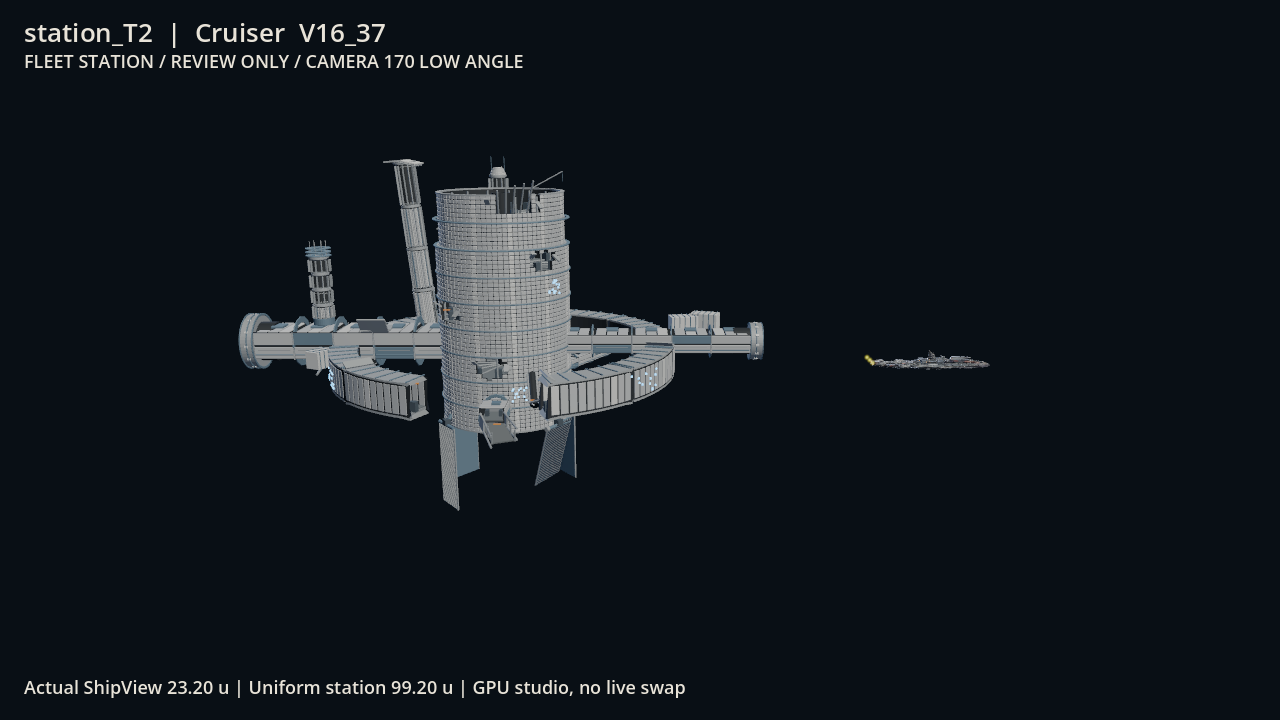 station_T2 | Cruiser V16_37
FLEET STATION / REVIEW ONLY / CAMERA 170 LOW ANGLE
Actual ShipView 23.20 u | Uniform station 99.20 u | GPU studio, no live swap